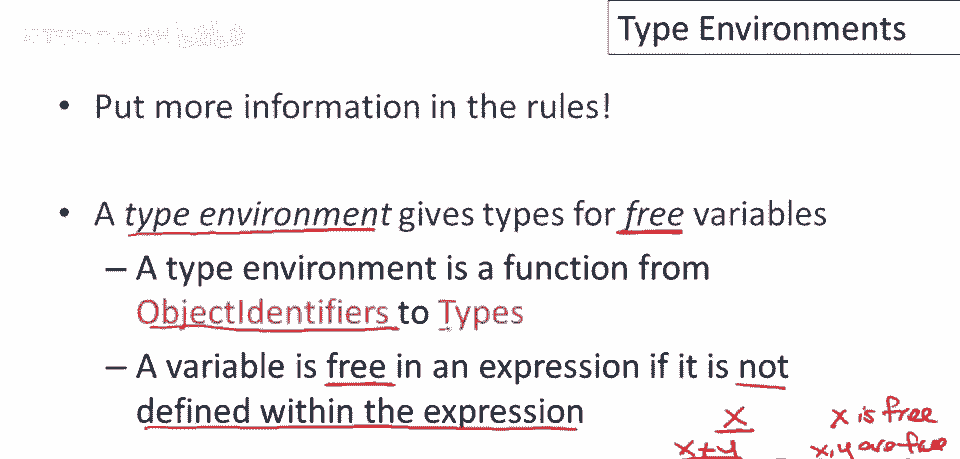 Type Environments
• Put more information in the rules!
• A type environment gives types for free variables
– A type environment is a function from
ObjectIdentifiers to Types
– A variable is free in an expression if it is not
defined within the expression
x    x is free
x+y    x,y are free